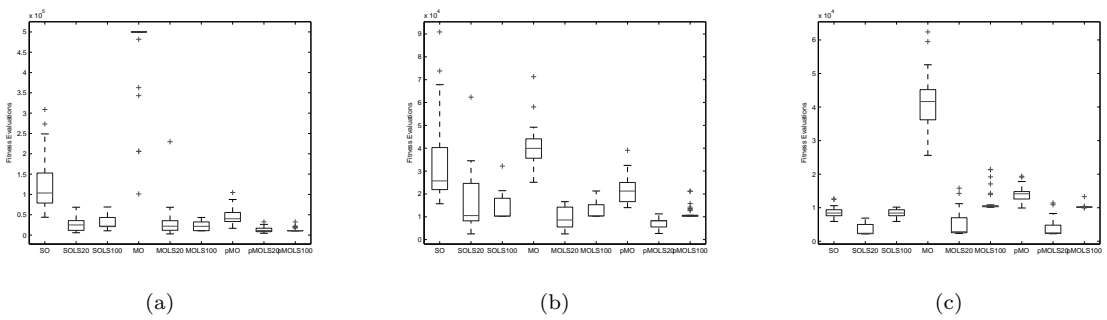 x 10^5
5
4.5
4
3.5
3
2.5
2
1.5
1
0.5
0
Fitness Evaluations
SO SOLS20 SOLS100 MO MOLS20 MOLS100 pMO pMOLS20 pMOLS100
(a)
x 10^4
9
8
7
6
5
4
3
2
1
0
Fitness Evaluations
SO SOLS20 SOLS100 MO MOLS20 MOLS100 pMO pMOLS20 pMOLS100
(b)
x 10^4
6
5
4
3
2
1
0
Fitness Evaluations
SO SOLS20 SOLS100 MO MOLS20 MOLS100 pMO pMOLS20 pMOLS100
(c)